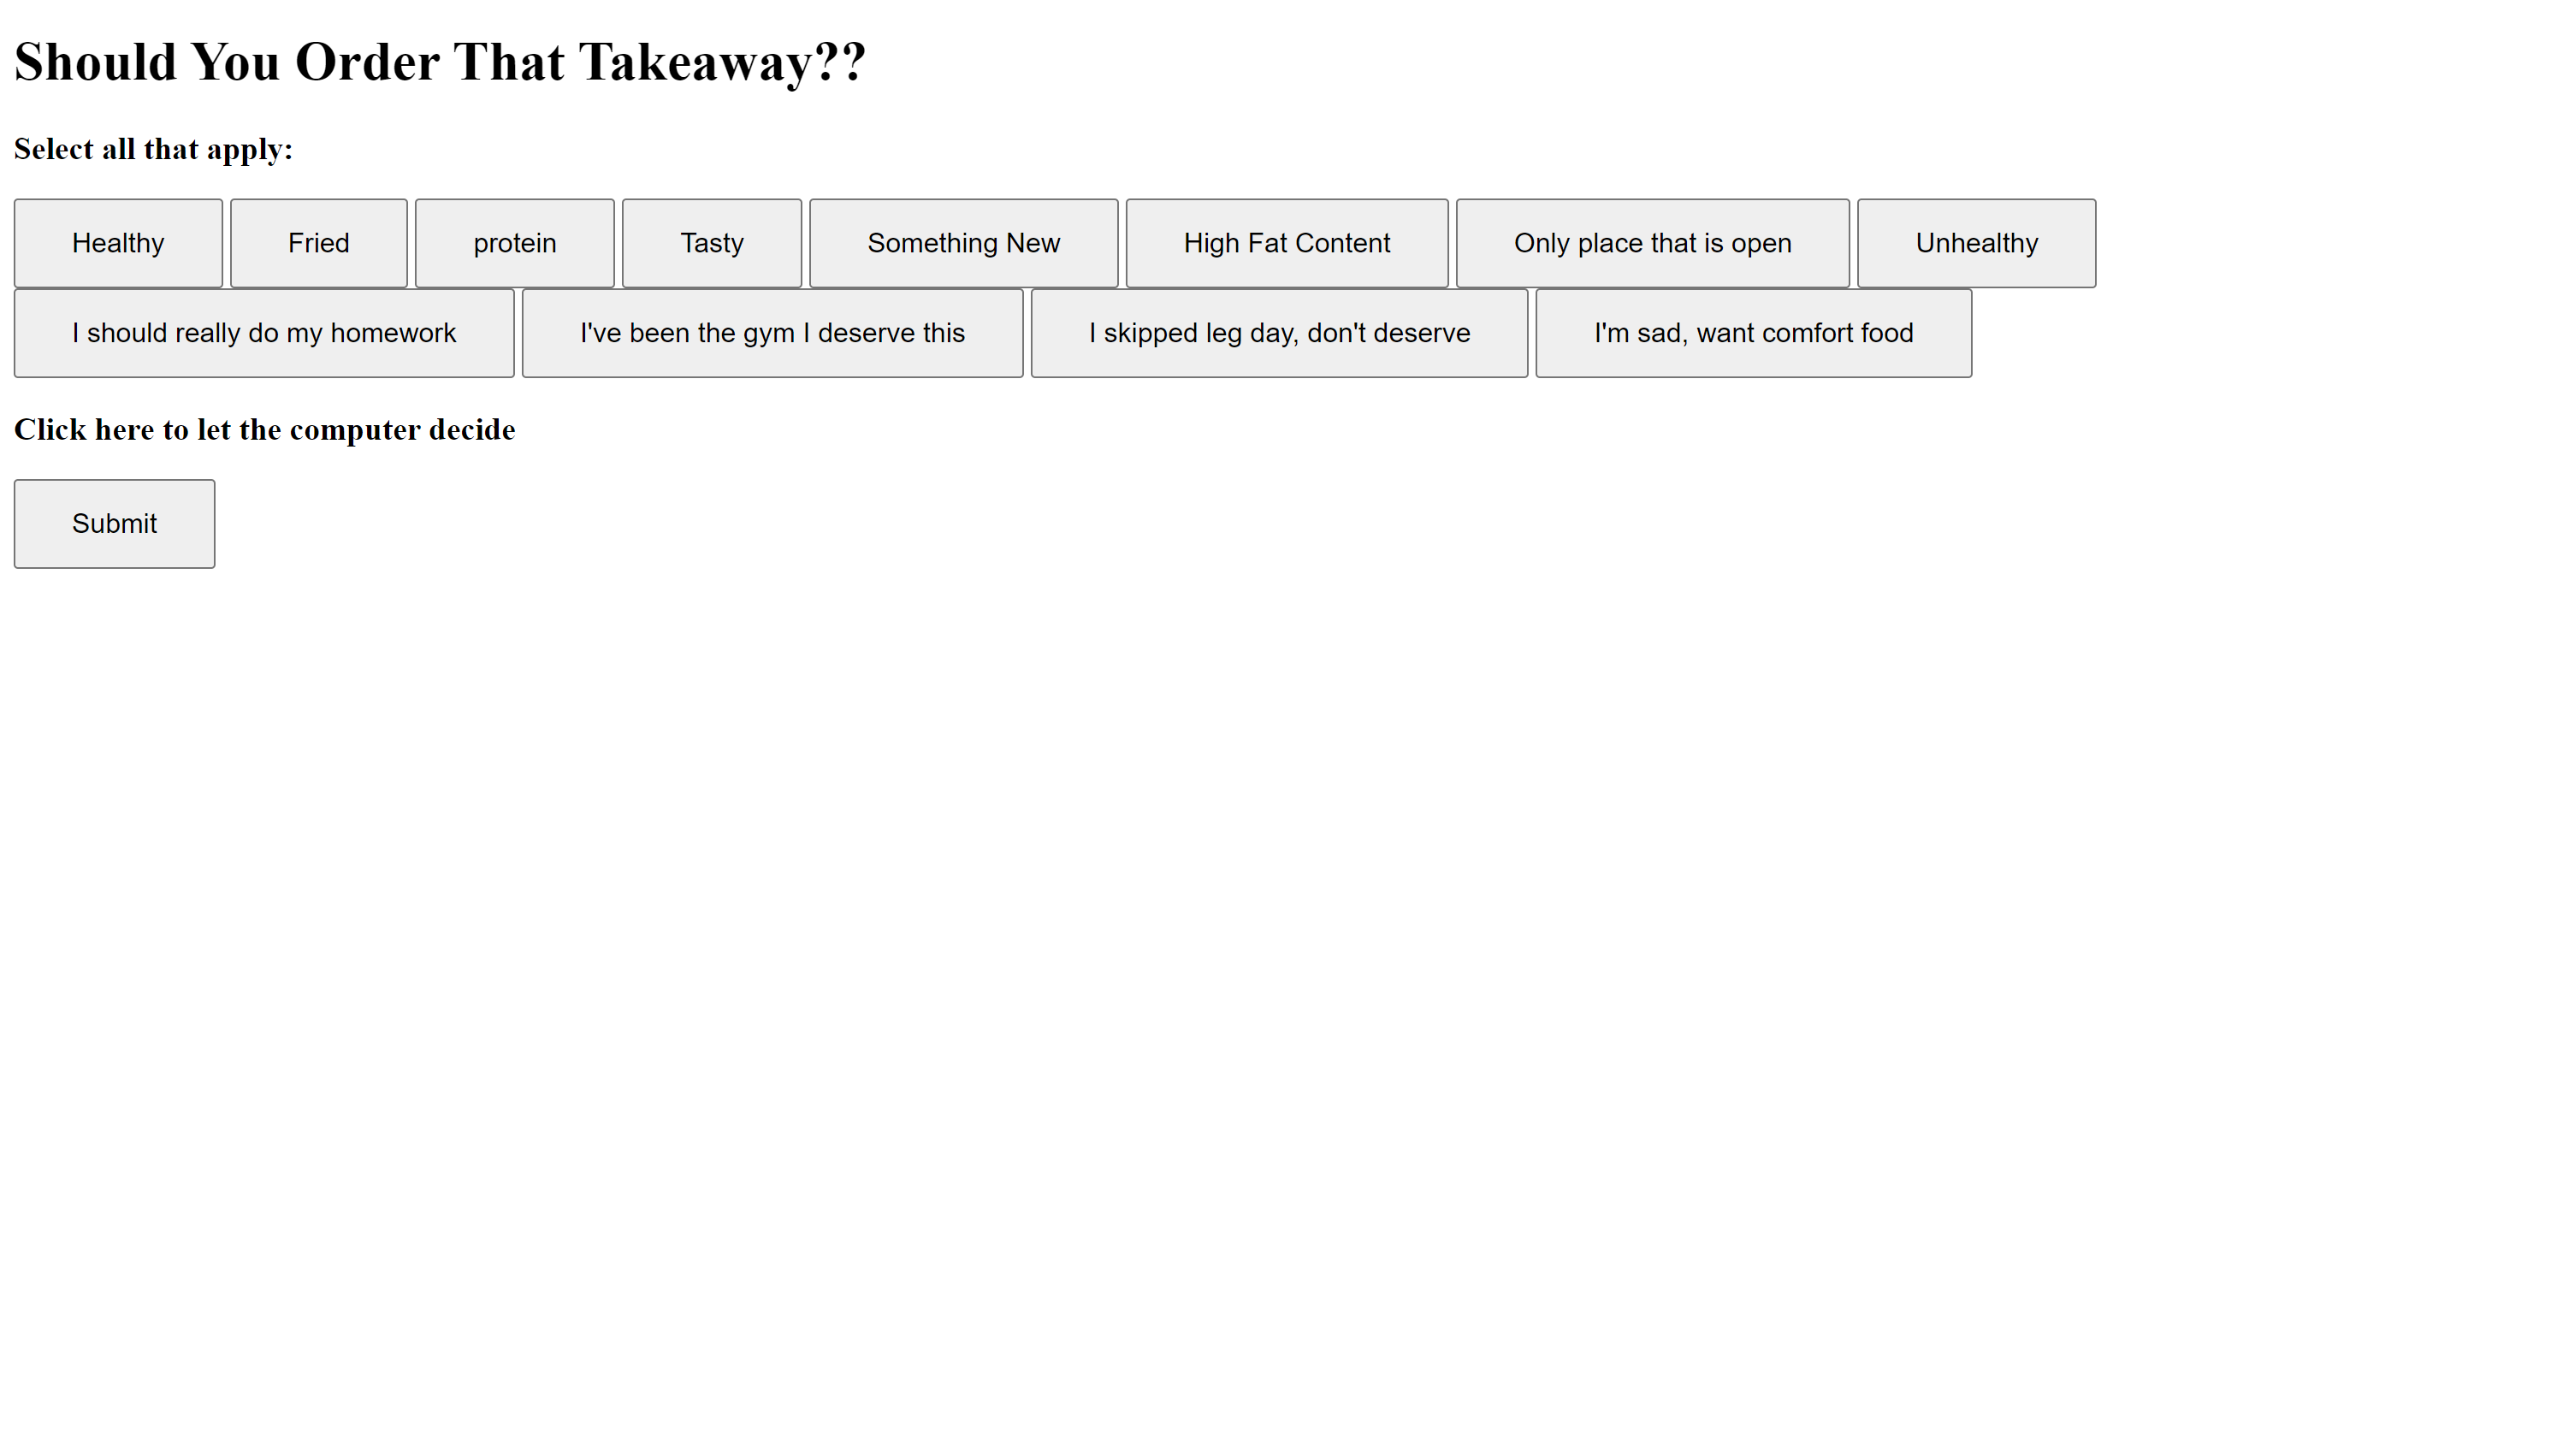 Should You Order That Takeaway??
Select all that apply:
Healthy Fried protein Tasty Something New High Fat Content Only place that is open Unhealthy
I should really do my homework I've been the gym I deserve this I skipped leg day, don't deserve I'm sad, want comfort food
Click here to let the computer decide
Submit